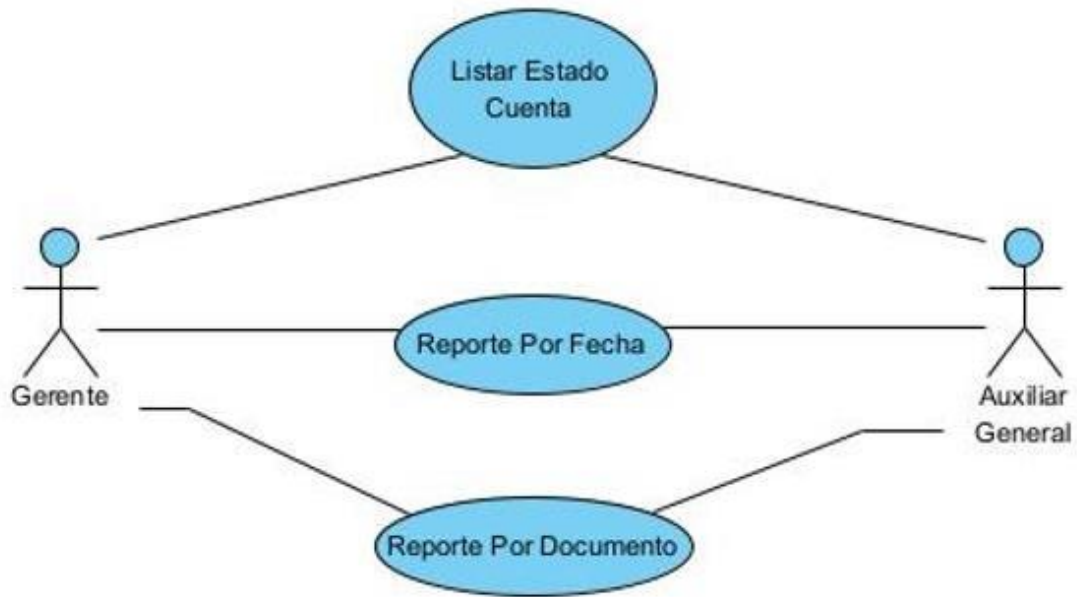 Listar Estado
Cuenta
Reporte Por Fecha
Gerente
Auxiliar
General
Reporte Por Documento